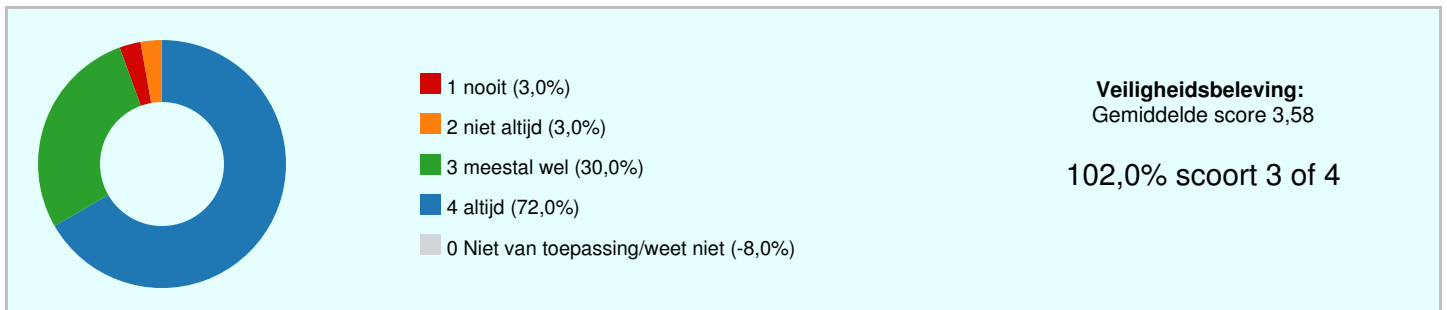 1 nooit (3,0%)
2 niet altijd (3,0%)
3 meestal wel (30,0%)
4 altijd (72,0%)
0 Niet van toepassing/weet niet (-8,0%)
Veiligheidsbeleving:
Gemiddelde score 3,58
102,0% scoort 3 of 4